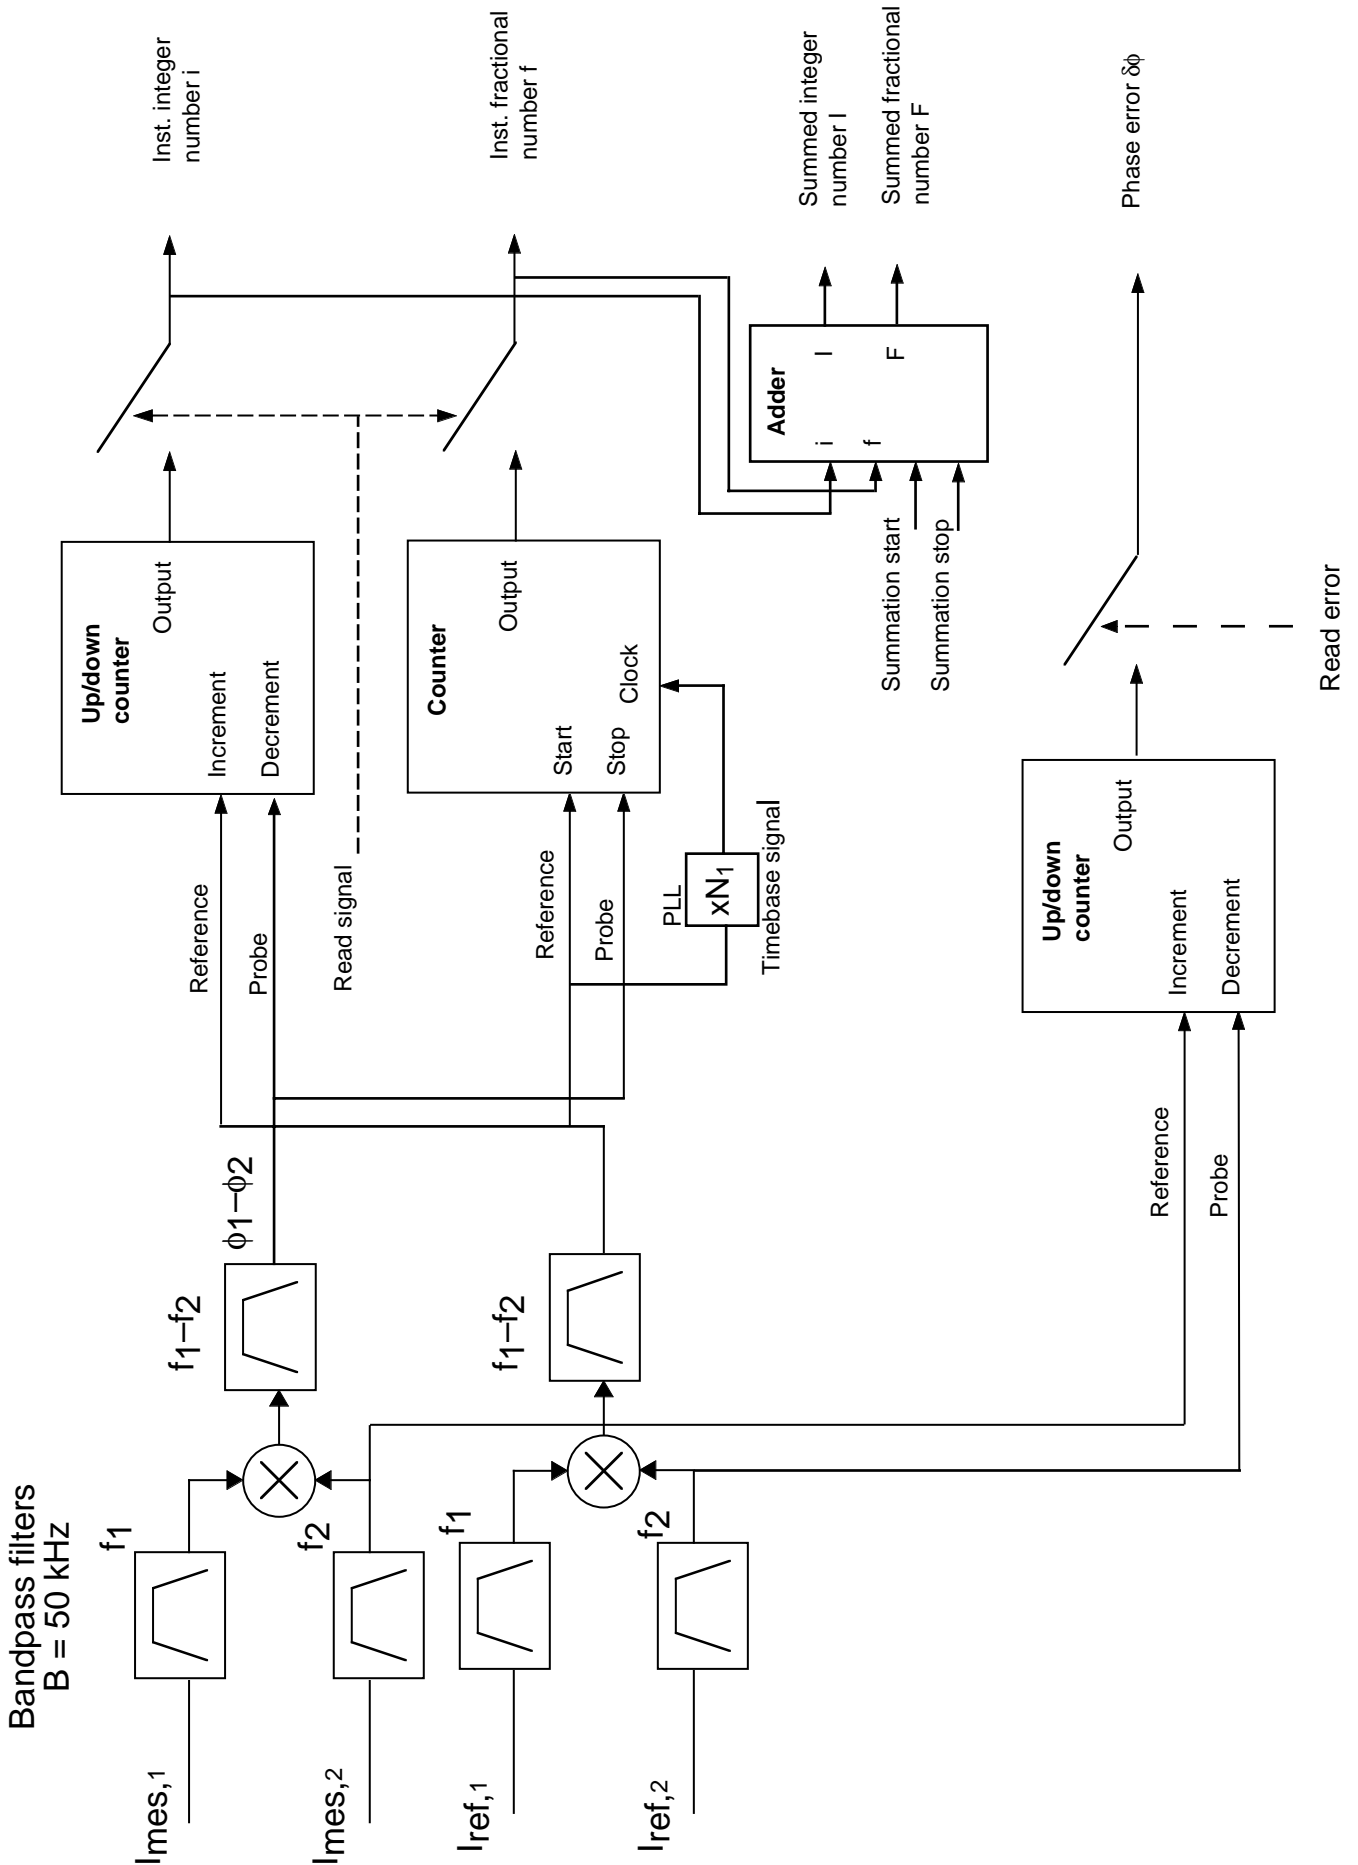 Bandpass filters
B = 50 kHz
Imes,1
f1
Imes,2
f2
Iref,1
f1
Iref,2
f2
f1–f2
ϕ1–ϕ2
f1–f2
Reference
Probe
Read signal
Reference
Probe
PLL
xN1
Timebase signal
Up/down
counter
Increment
Decrement
Output
Counter
Start
Stop
Clock
Output
Inst. integer
number i
Inst. fractional
number f
Adder
i
f
I
F
Summation start
Summation stop
Summed integer
number I
Summed fractional
number F
Reference
Probe
Up/down
counter
Increment
Decrement
Output
Read error
Phase error δϕ